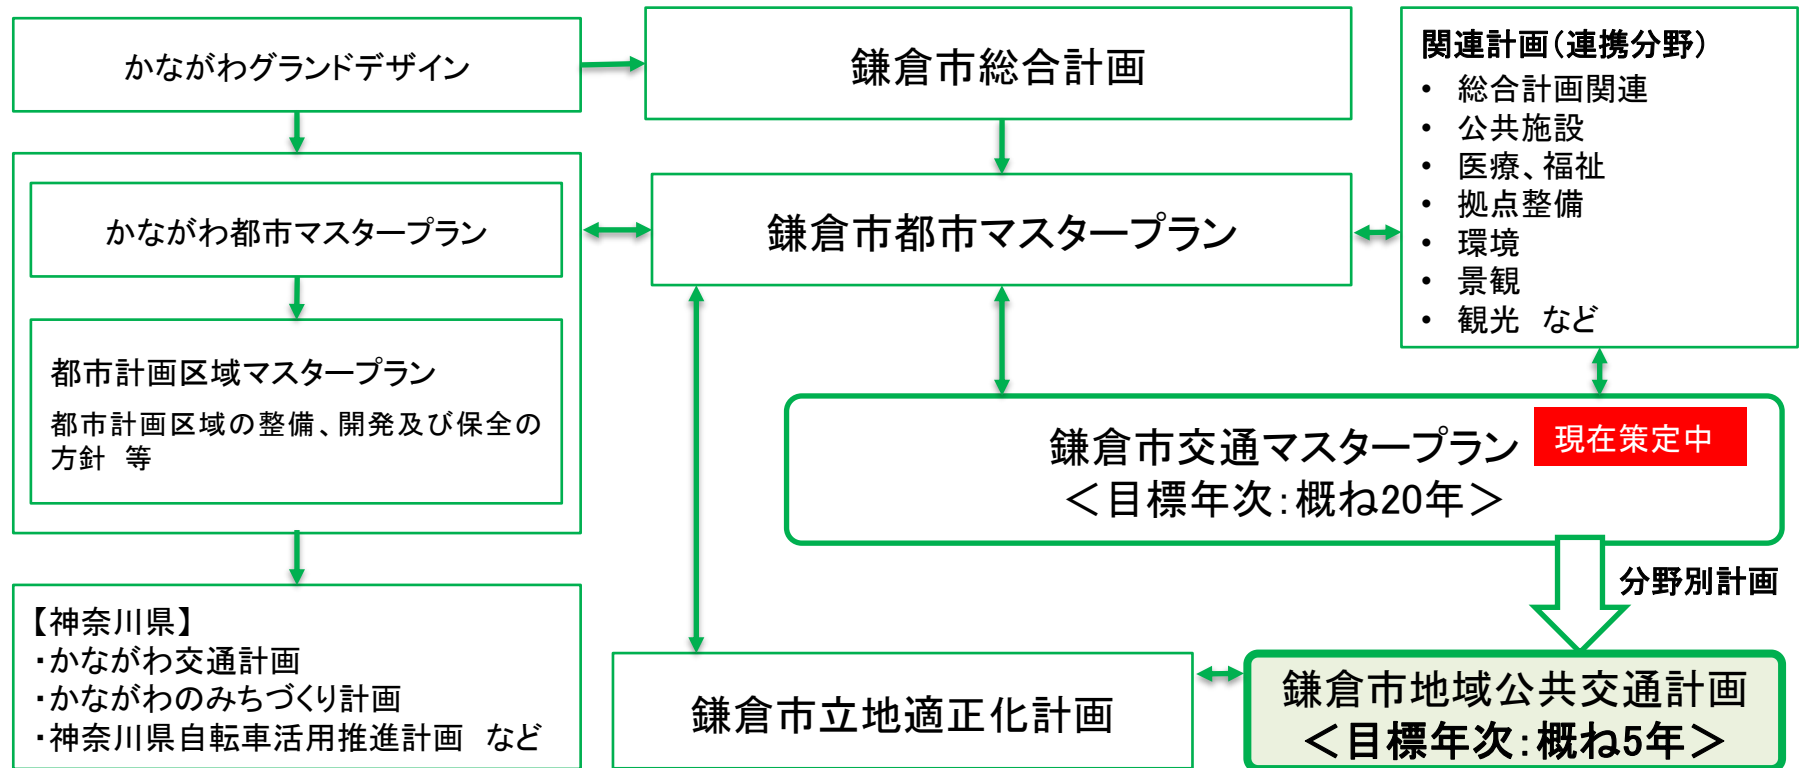 かながわグランドデザイン
鎌倉市総合計画
関連計画(連携分野)
• 総合計画関連
• 公共施設
• 医療、福祉
• 拠点整備
• 環境
• 景観
• 観光　など
かながわ都市マスタープラン
鎌倉市都市マスタープラン
都市計画区域マスタープラン
都市計画区域の整備、開発及び保全の
方針　等
鎌倉市交通マスタープラン
現在策定中
＜目標年次：概ね20年＞
分野別計画
【神奈川県】
・かながわ交通計画
・かながわのみちづくり計画
・神奈川県自転車活用推進計画　など
鎌倉市立地適正化計画
鎌倉市地域公共交通計画
＜目標年次：概ね5年＞